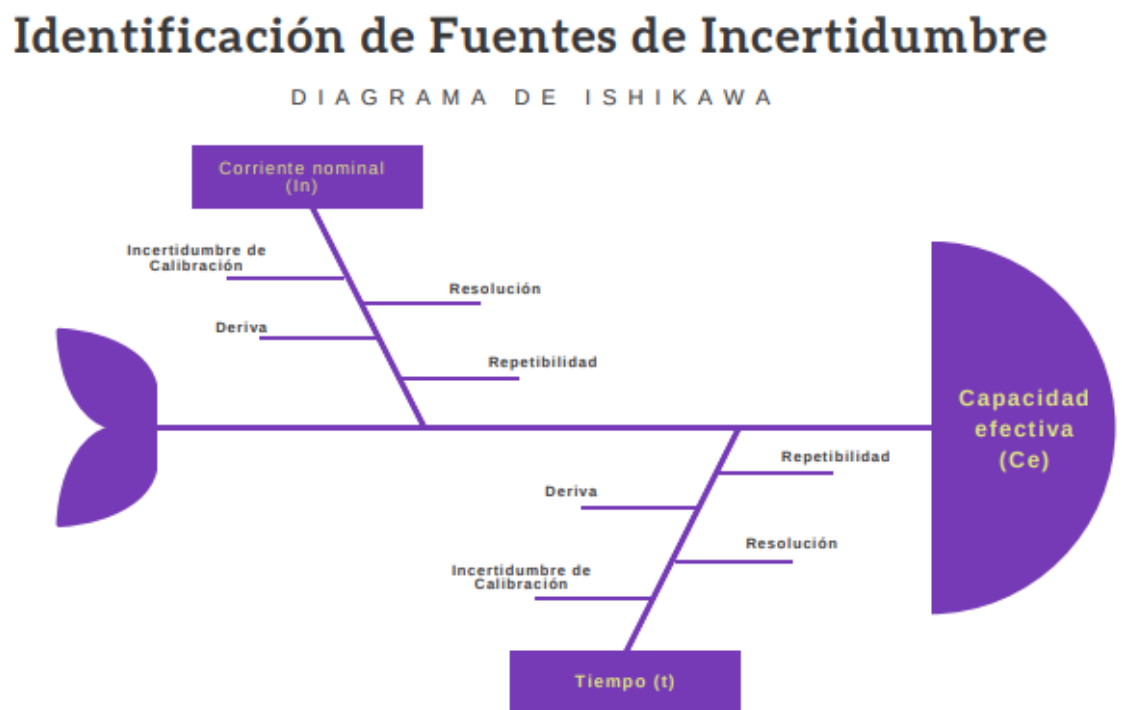 Identificación de Fuentes de Incertidumbre
DIAGRAMA DE ISHIKAWA
Corriente nominal
(In)
Incertidumbre de
Calibración
Resolución
Deriva
Repetibilidad
Capacidad
efectiva
(Ce)
Repetibilidad
Deriva
Resolución
Incertidumbre de
Calibración
Tiempo (t)